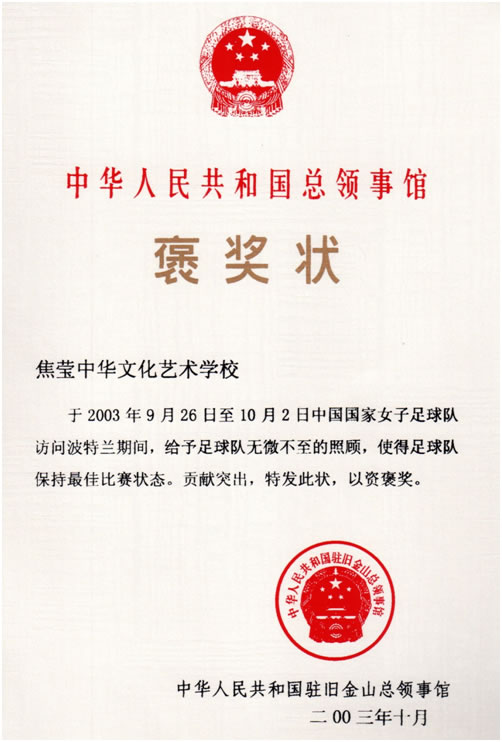 中华人民共和国总领事馆
褒奖状
焦莹中华文化艺术学校
于 2003 年 9 月 26 日至 10 月 2 日中国国家女子足球队
访问波特兰期间，给予足球队无微不至的照顾，使得足球队
保持最佳比赛状态。贡献突出，特发此状，以资褒奖。
中华人民共和国驻旧金山总领事馆
中华人民共和国驻旧金山总领事馆
二00三年十月